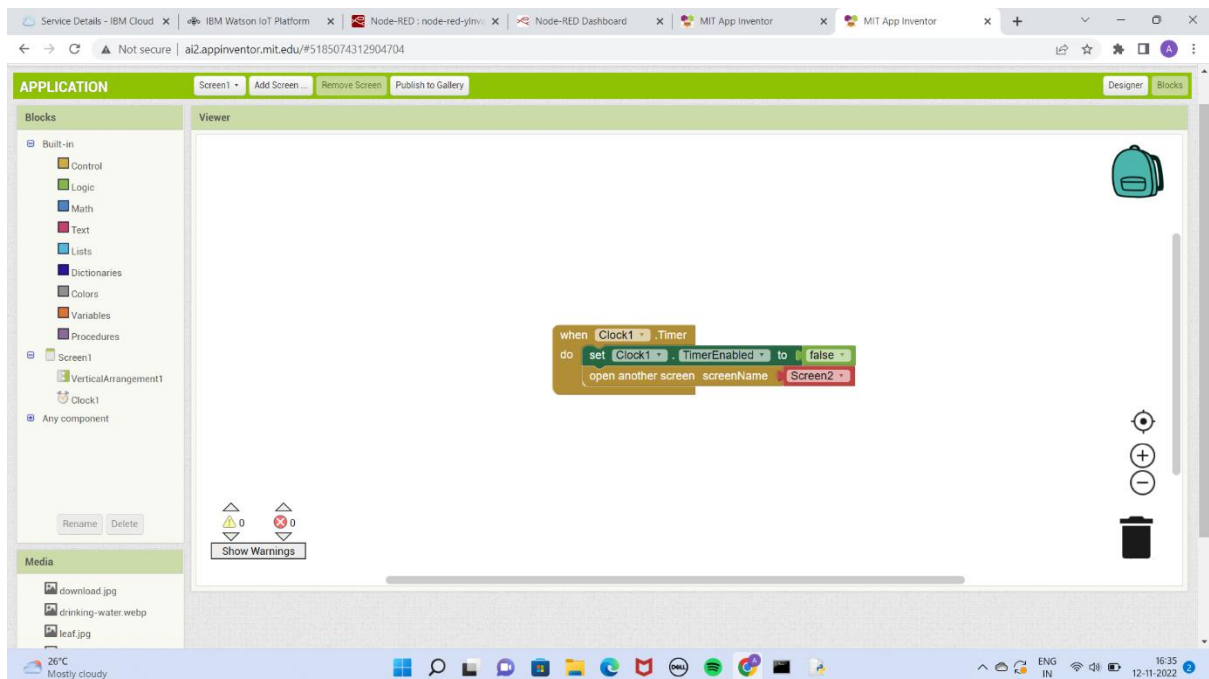 Service Details - IBM Cloud
IBM Watson IoT Platform
Node-RED : node-red-ylnv
Node-RED Dashboard
MIT App Inventor
MIT App Inventor
Not secure
ai2.appinventor.mit.edu/#5185074312904704
A
APPLICATION
Screen1
Add Screen ...
Remove Screen
Publish to Gallery
Designer
Blocks
Blocks
Viewer
Built-in
Control
Logic
Math
Text
Lists
Dictionaries
Colors
Variables
Procedures
Screen1
VerticalArrangement1
Clock1
Any component
Rename
Delete
when Clock1 .Timer
do set Clock1 . TimerEnabled to false
open another screen screenName Screen2
0 0
Show Warnings
Media
download.jpg
drinking-water.webp
leaf.jpg
26°C
Mostly cloudy
DELL
ENG
IN
16:35
12-11-2022
2